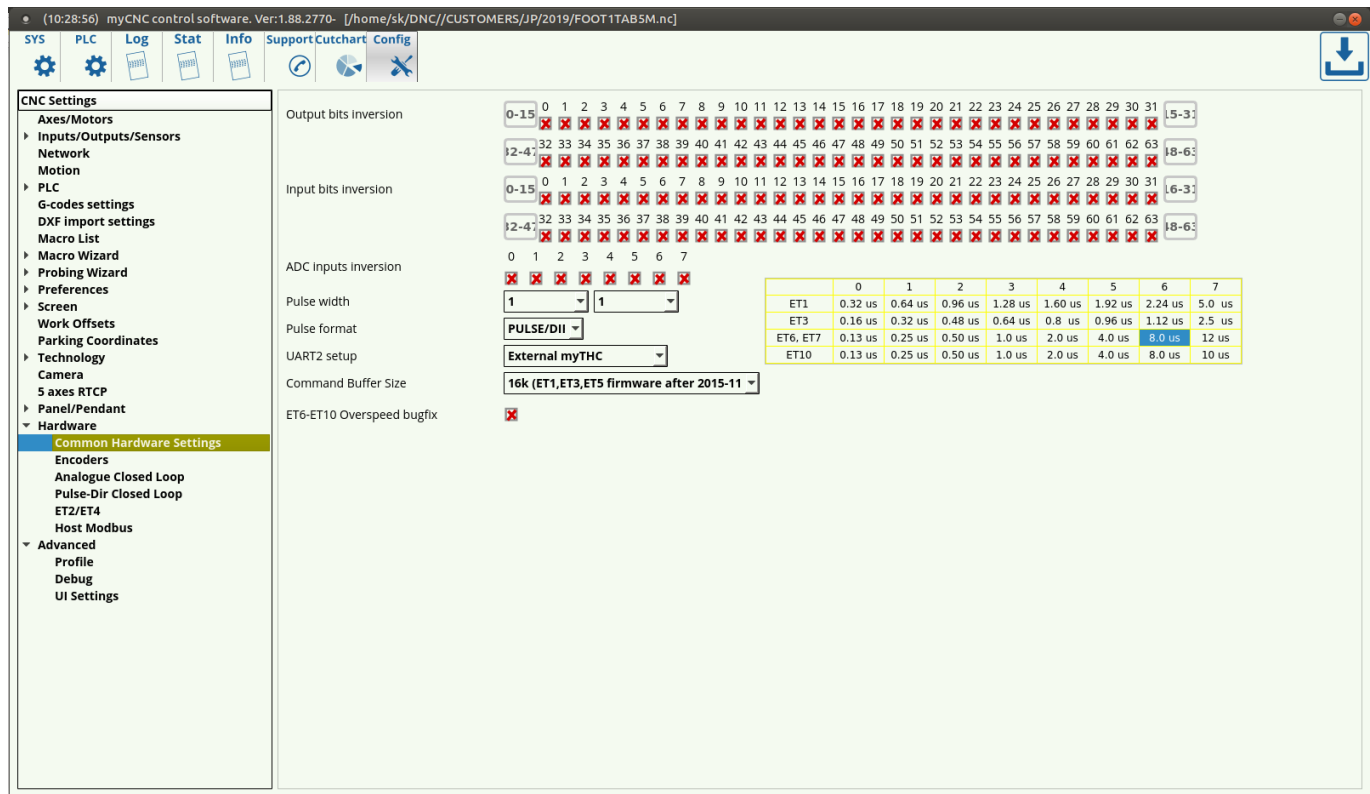 (10:28:56) myCNC control software. Ver:1.88.2770- [/home/sk/DNC//CUSTOMERS/JP/2019/FOOT1TAB5M.nc]
SYS PLC Log Stat Info Support Cutchart Config
CNC Settings
Axes/Motors
Inputs/Outputs/Sensors
Network
Motion
PLC
G-codes settings
DXF import settings
Macro List
Macro Wizard
Probing Wizard
Preferences
Screen
Work Offsets
Parking Coordinates
Technology
Camera
5 axes RTCP
Panel/Pendant
Hardware
Common Hardware Settings
Encoders
Analogue Closed Loop
Pulse-Dir Closed Loop
ET2/ET4
Host Modbus
Advanced
Profile
Debug
UI Settings
Output bits inversion
0-15 0 1 2 3 4 5 6 7 8 9 10 11 12 13 14 15 16 17 18 19 20 21 22 23 24 25 26 27 28 29 30 31 5-31
32-47 32 33 34 35 36 37 38 39 40 41 42 43 44 45 46 47 48 49 50 51 52 53 54 55 56 57 58 59 60 61 62 63 48-63
Input bits inversion
0-15 0 1 2 3 4 5 6 7 8 9 10 11 12 13 14 15 16 17 18 19 20 21 22 23 24 25 26 27 28 29 30 31 16-31
32-47 32 33 34 35 36 37 38 39 40 41 42 43 44 45 46 47 48 49 50 51 52 53 54 55 56 57 58 59 60 61 62 63 48-63
ADC inputs inversion
0 1 2 3 4 5 6 7
Pulse width 1 1
Pulse format PULSE/DII
UART2 setup External myTHC
Command Buffer Size 16k (ET1,ET3,ET5 firmware after 2015-11
ET6-ET10 Overspeed bugfix
0 1 2 3 4 5 6 7
ET1 0.32 us 0.64 us 0.96 us 1.28 us 1.60 us 1.92 us 2.24 us 5.0 us
ET3 0.16 us 0.32 us 0.48 us 0.64 us 0.8 us 0.96 us 1.12 us 2.5 us
ET6, ET7 0.13 us 0.25 us 0.50 us 1.0 us 2.0 us 4.0 us 8.0 us 12 us
ET10 0.13 us 0.25 us 0.50 us 1.0 us 2.0 us 4.0 us 8.0 us 10 us